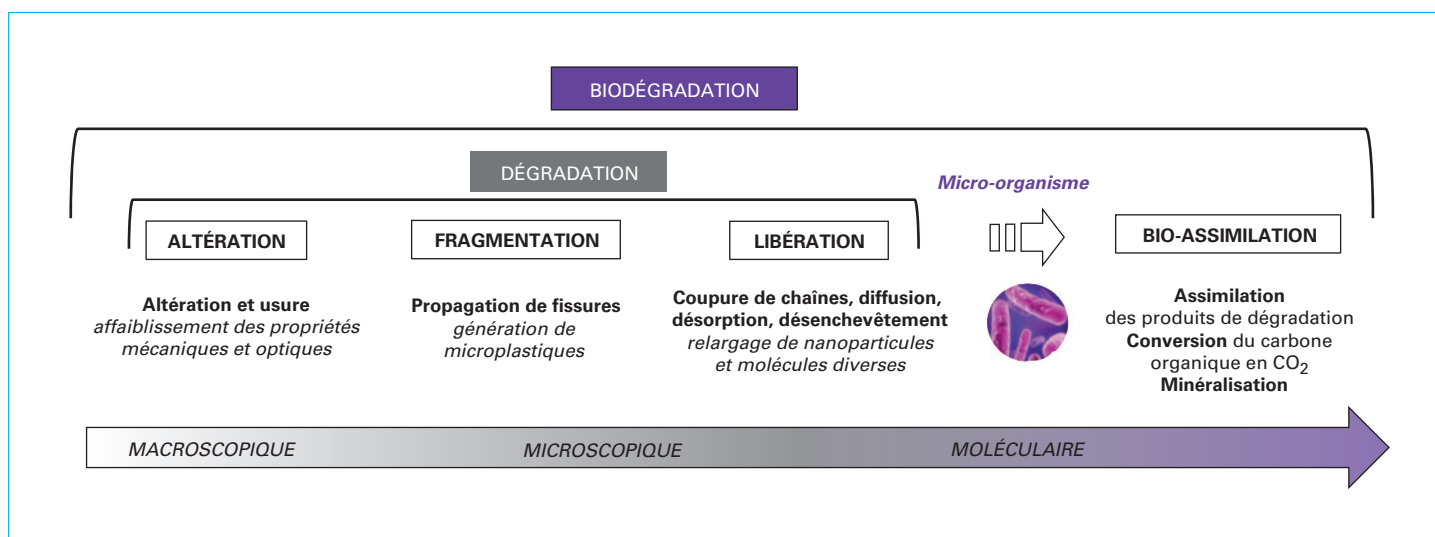 BIODÉGRADATION
DÉGRADATION
Micro-organisme
ALTÉRATION
FRAGMENTATION
LIBÉRATION
BIO-ASSIMILATION
Altération et usure
affaiblissement des propriétés
mécaniques et optiques
Propagation de fissures
génération de
microplastiques
Coupure de chaînes, diffusion,
désorption, désenchevêtement
relargage de nanoparticules
et molécules diverses
Assimilation
des produits de dégradation
Conversion du carbone
organique en CO₂
Minéralisation
MACROSCOPIQUE
MICROSCOPIQUE
MOLÉCULAIRE